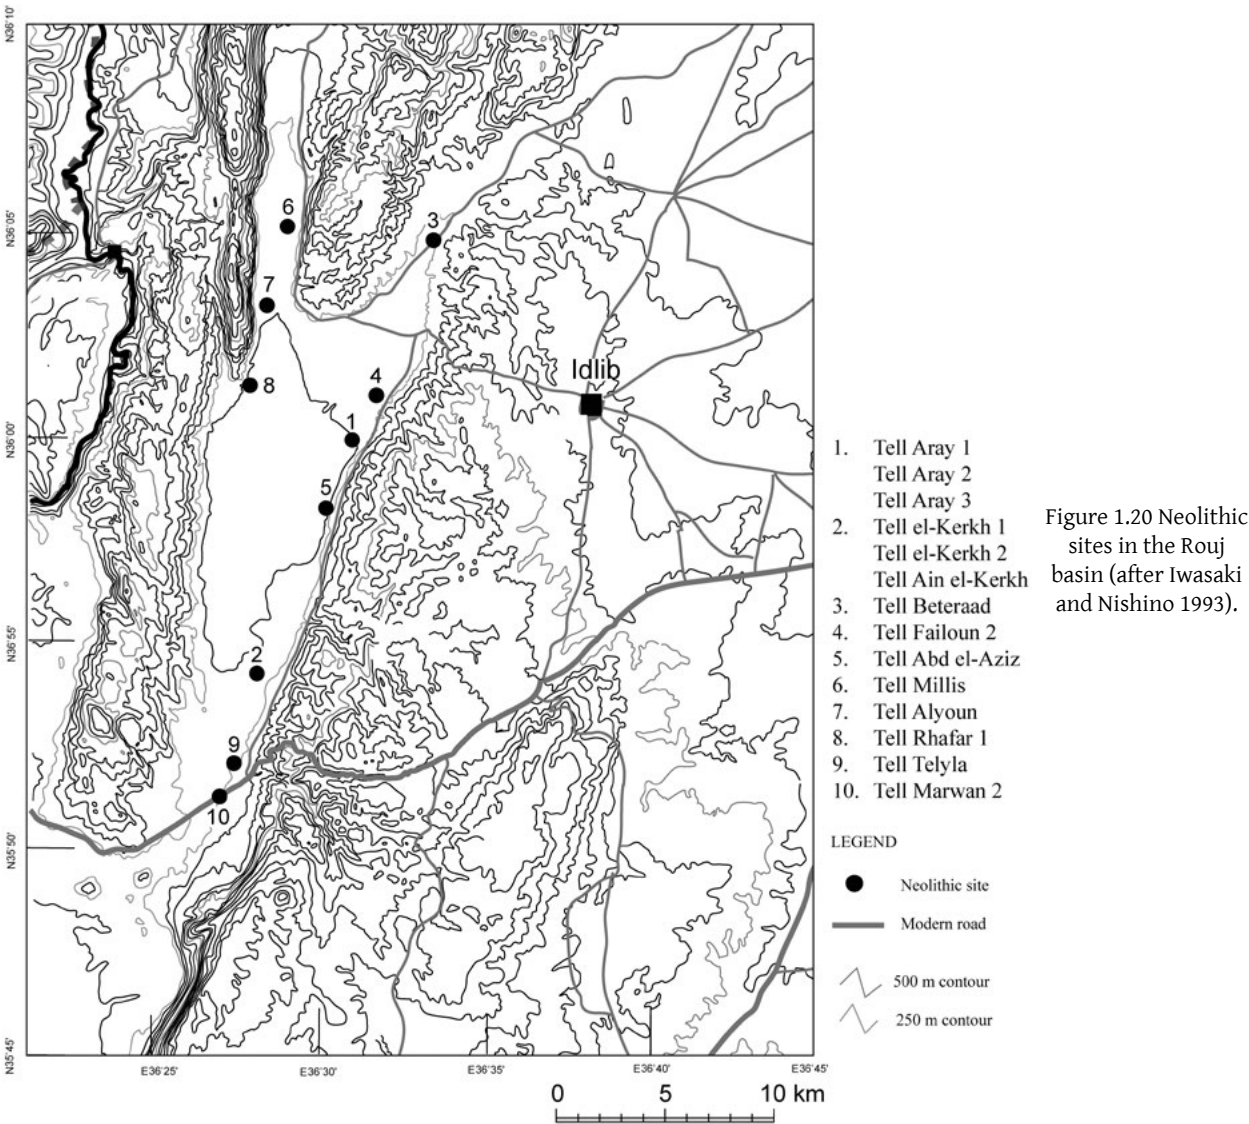 N36°10'
N36°05'
N36°00'
N36°55'
N35°50'
N35°45'
6
3
7
8
4
1
5
2
9
10
Idlib
E36°25'
E36°30'
E36°35'
E36°40'
E36°45'
0 5 10 km
1. Tell Aray 1
Tell Aray 2
Tell Aray 3
2. Tell el-Kerkh 1
Tell el-Kerkh 2
Tell Ain el-Kerkh
3. Tell Beteraad
4. Tell Failoun 2
5. Tell Abd el-Aziz
6. Tell Millis
7. Tell Alyoun
8. Tell Rhafar 1
9. Tell Telyla
10. Tell Marwan 2
LEGEND
Neolithic site
Modern road
500 m contour
250 m contour
Figure 1.20 Neolithic
sites in the Rouj
basin (after Iwasaki
and Nishino 1993).